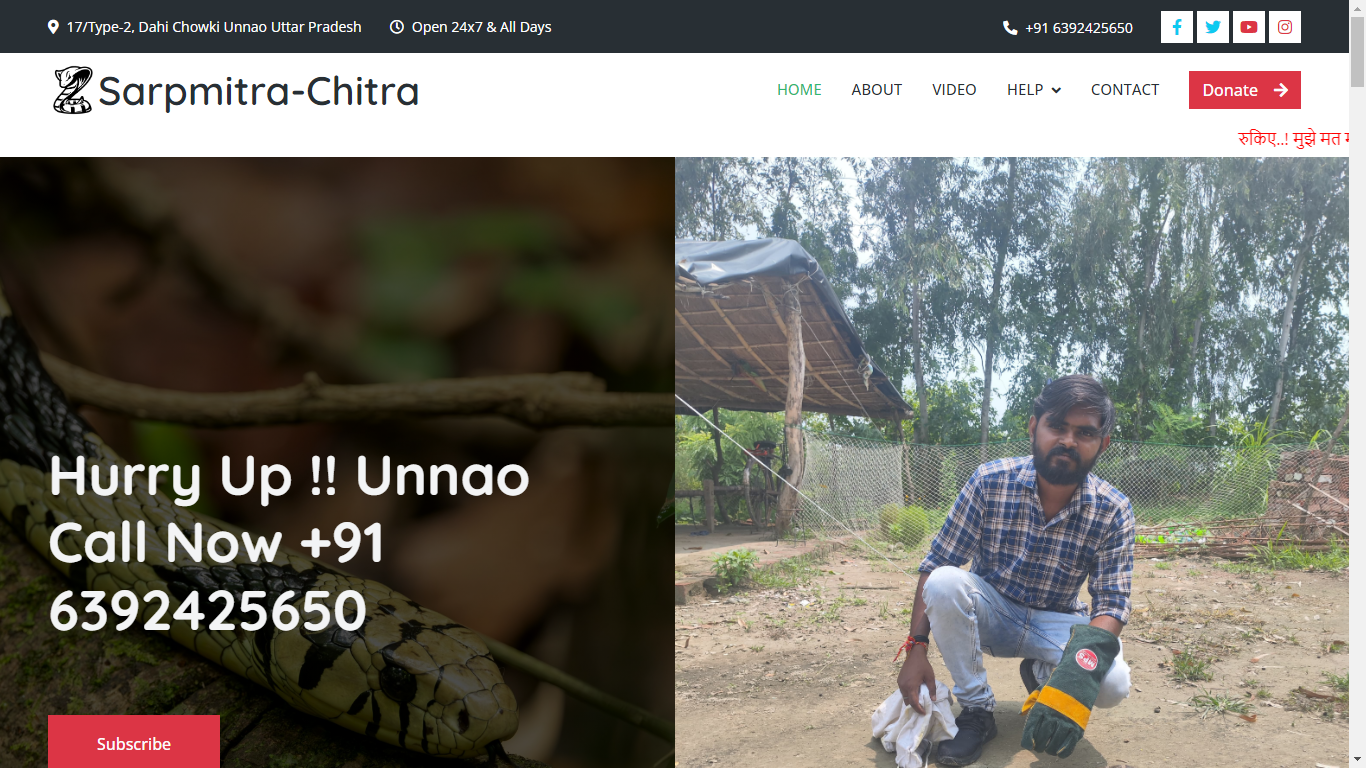 17/Type-2, Dahi Chowki Unnao Uttar Pradesh
Open 24x7 & All Days
+91 6392425650
Sarpmitra-Chitra
HOME
ABOUT
VIDEO
HELP
CONTACT
Donate
रुकिए..! मुझे मत
Hurry Up !! Unnao
Call Now +91
6392425650
Subscribe